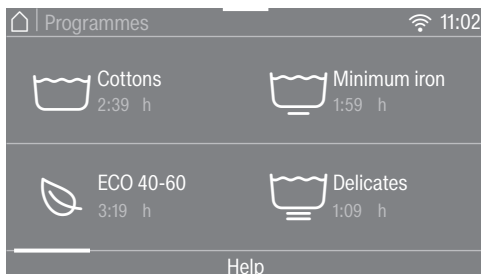 Programmes 11:02
Cottons
2:39 h
Minimum iron
1:59 h
ECO 40-60
3:19 h
Delicates
1:09 h
Help